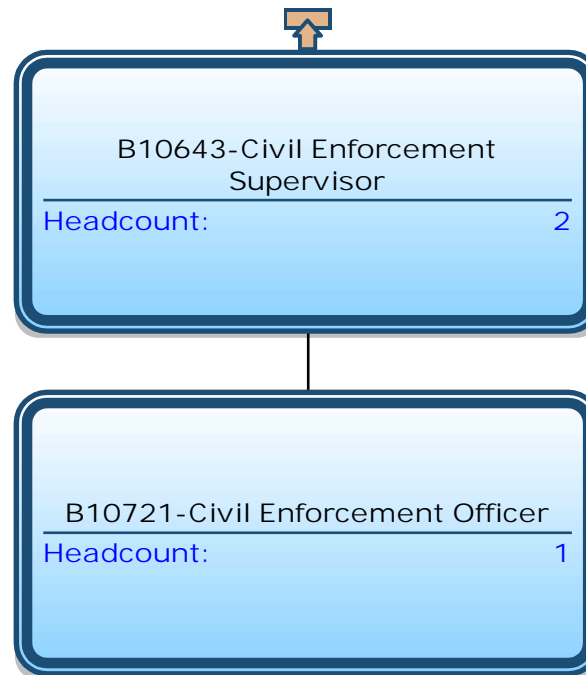 B10643-Civil Enforcement
Supervisor
Headcount: 2
B10721-Civil Enforcement Officer
Headcount: 1